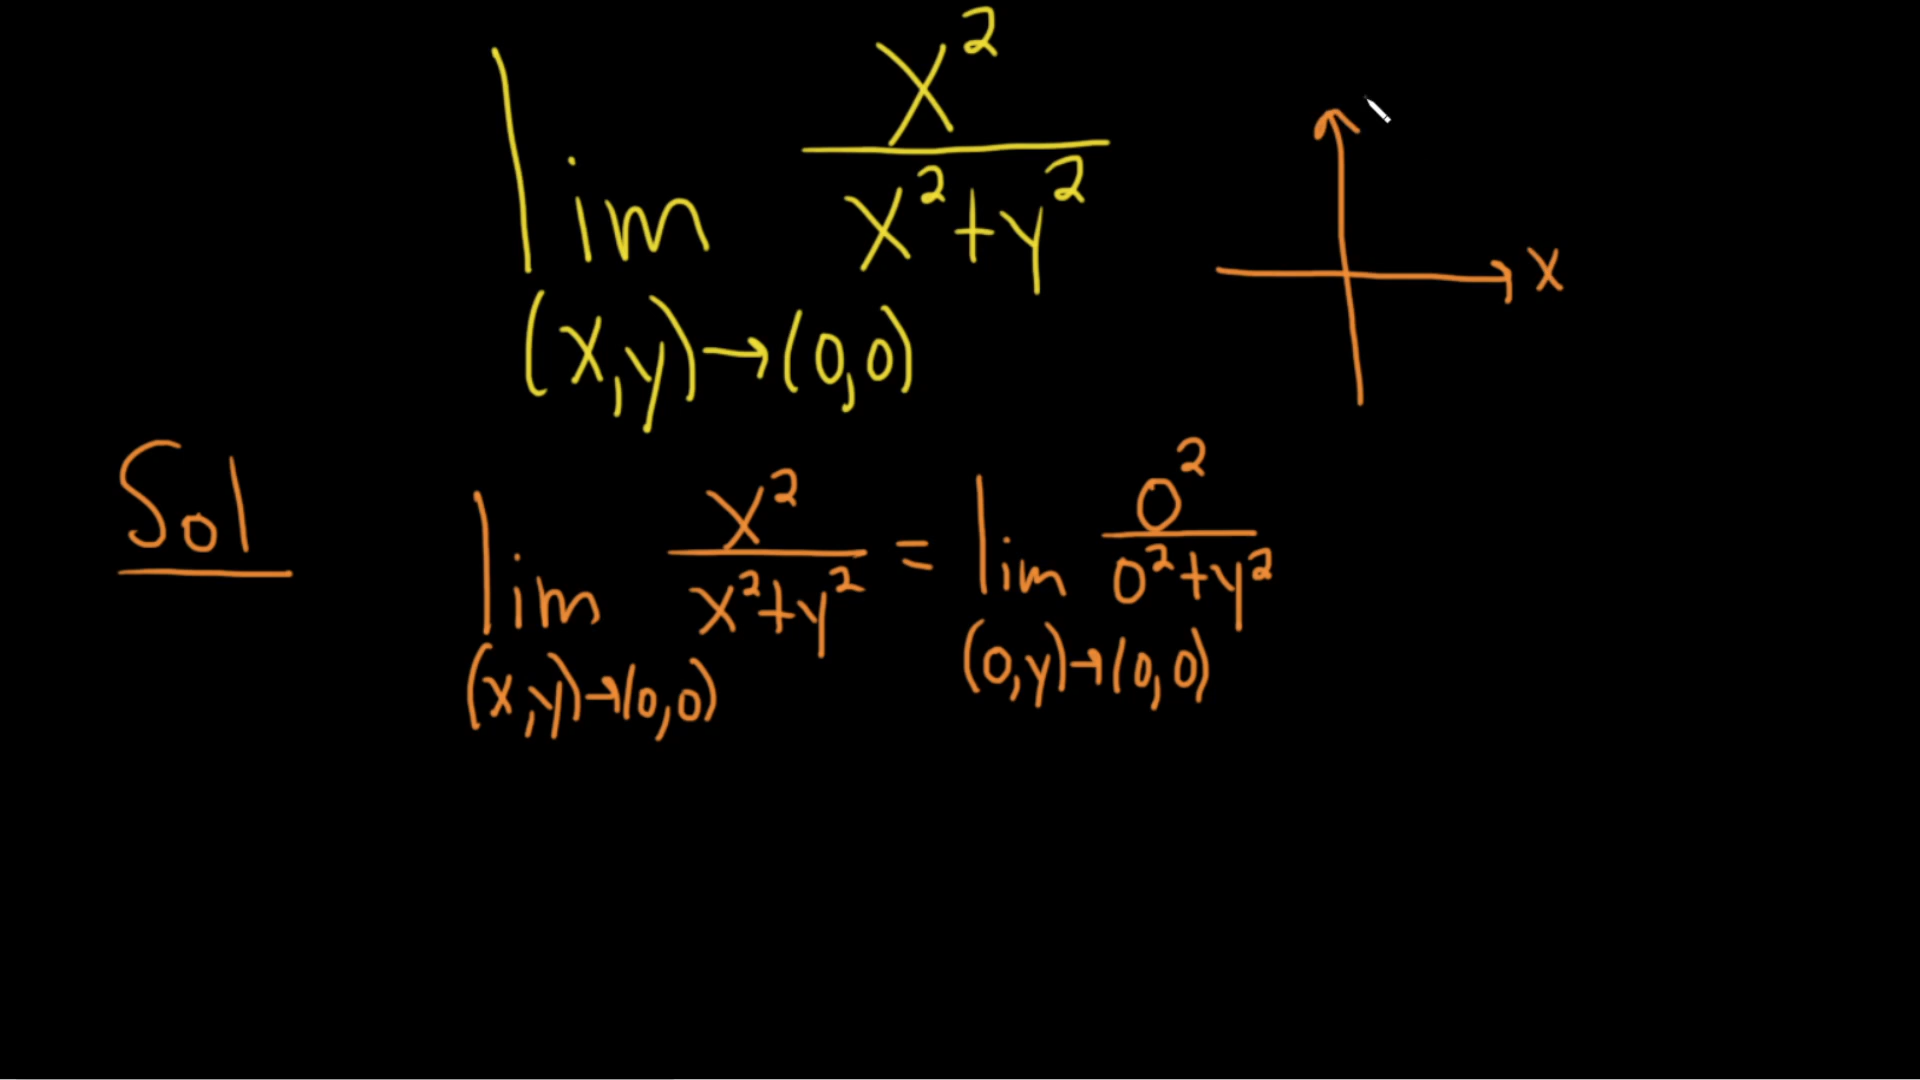 lim x²/(x²+y²)
(x,y)→(0,0)
x
Sol
lim x²/(x²+y²) = lim 0²/(0²+y²)
(x,y)→(0,0) (0,y)→(0,0)